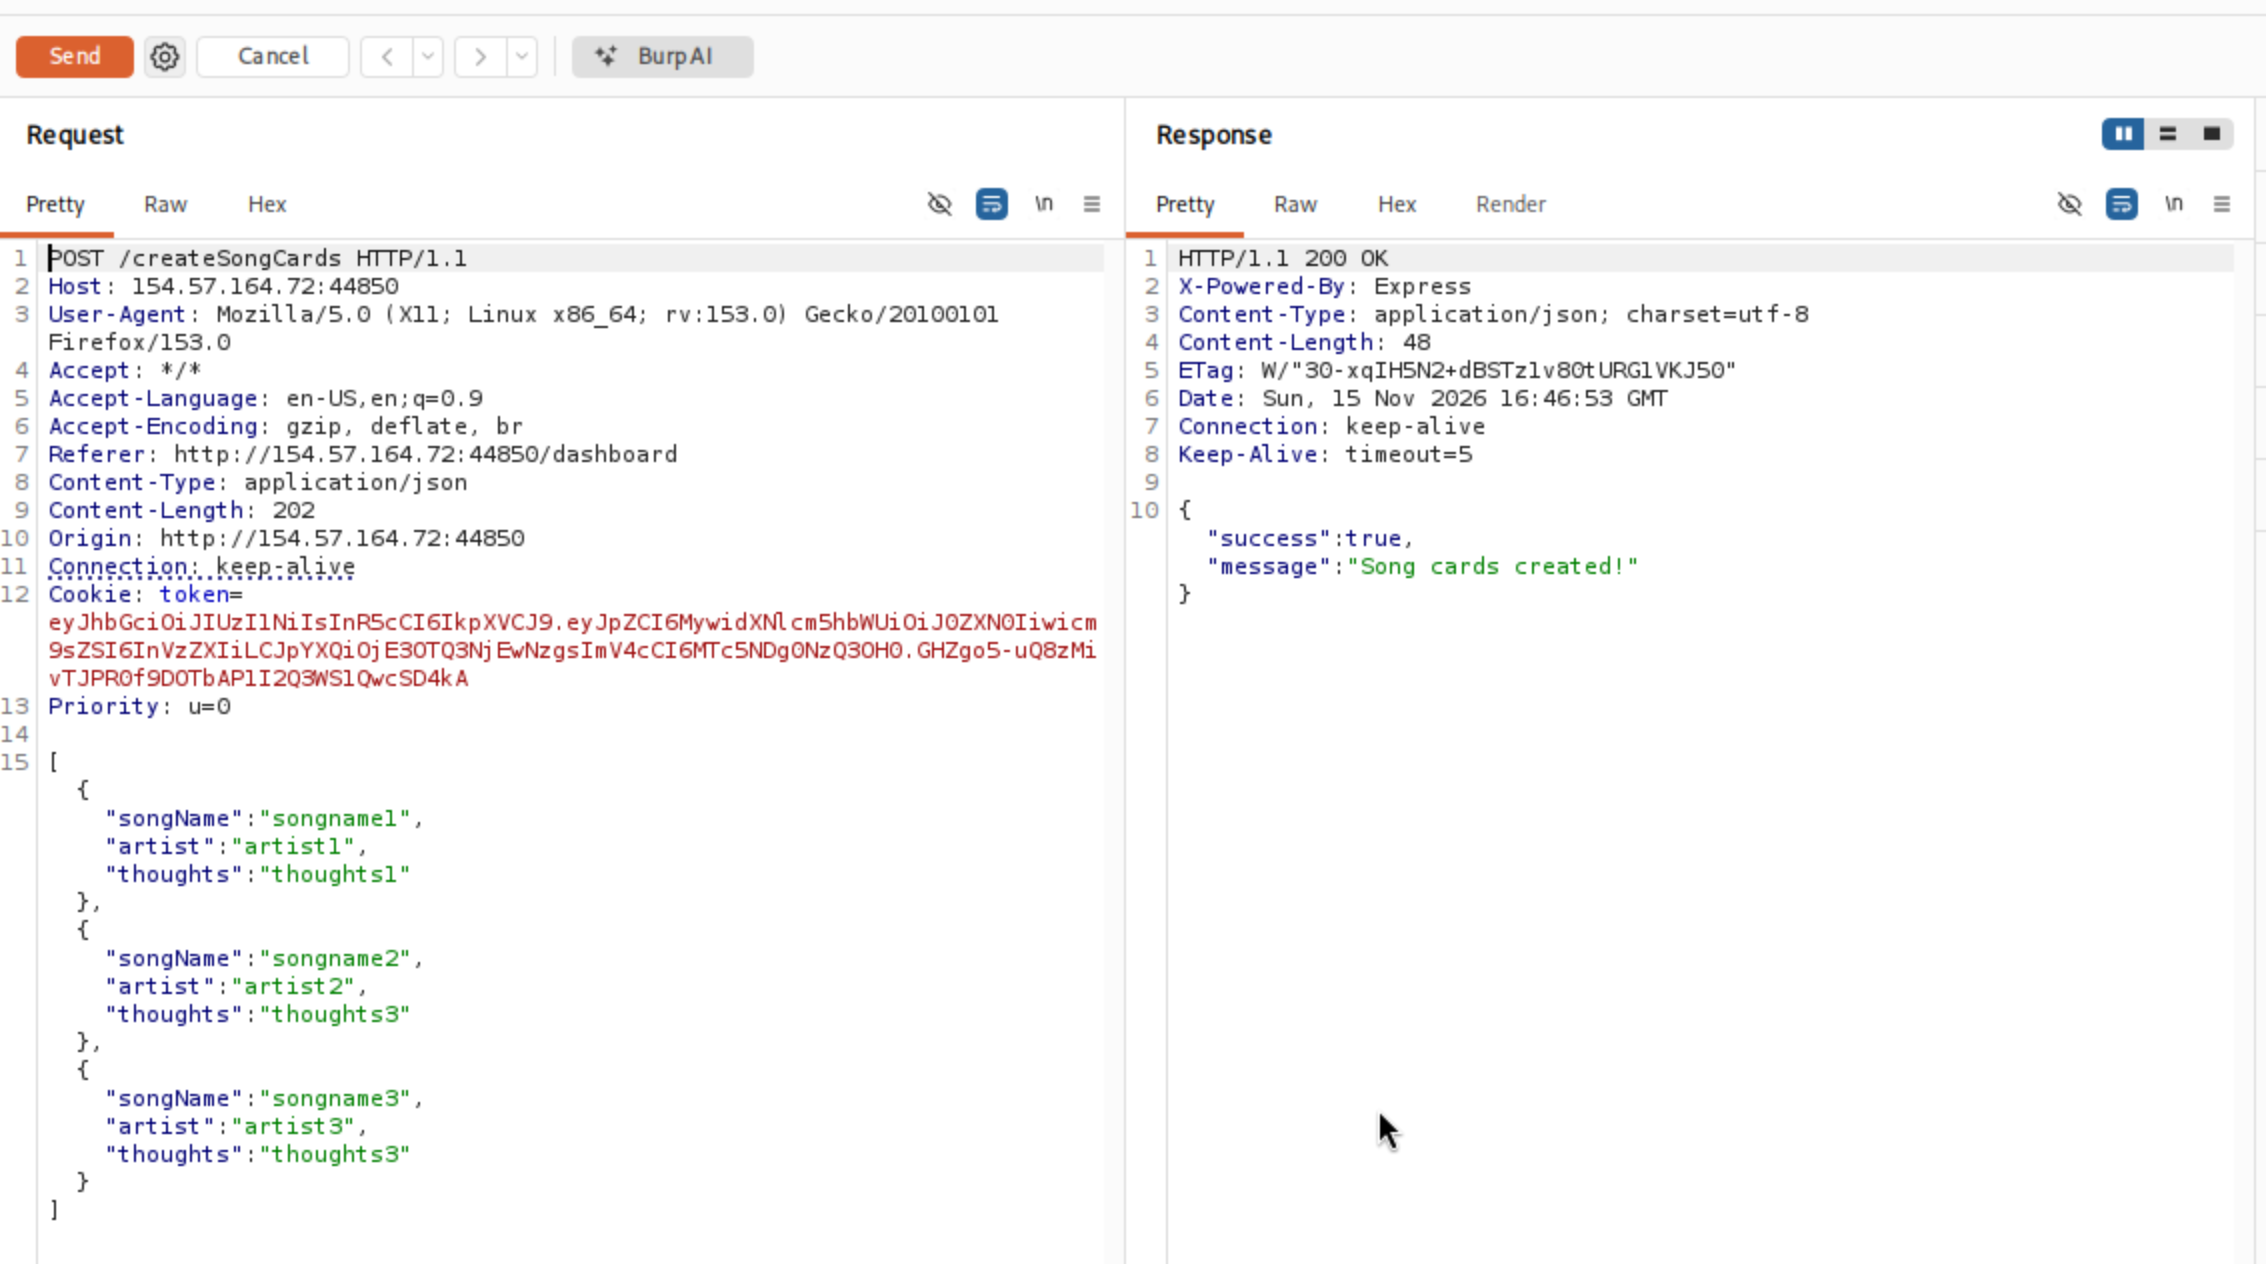 Send Cancel Burp AI
Request
Pretty Raw Hex \n
1 POST /createSongCards HTTP/1.1
2 Host: 154.57.164.72:44850
3 User-Agent: Mozilla/5.0 (X11; Linux x86_64; rv:153.0) Gecko/20100101
Firefox/153.0
4 Accept: */*
5 Accept-Language: en-US,en;q=0.9
6 Accept-Encoding: gzip, deflate, br
7 Referer: http://154.57.164.72:44850/dashboard
8 Content-Type: application/json
9 Content-Length: 202
10 Origin: http://154.57.164.72:44850
11 Connection: keep-alive
12 Cookie: token=
eyJhbGciOiJIUzI1NiIsInR5cCI6IkpXVCJ9.eyJpZCI6MywidXNlcm5hbWUiOiJ0ZXN0Iiwicm
9sZSI6InVzZXIiLCJpYXQiOjE3OTQ3NjEwNzgsImV4cCI6MTc5NDg0NzQ3OH0.GHZgo5-uQ8zMi
vTJPR0f9DOTbAP1I2Q3WS1QwcSD4kA
13 Priority: u=0
14
15 [
{
"songName":"songname1",
"artist":"artist1",
"thoughts":"thoughts1"
},
{
"songName":"songname2",
"artist":"artist2",
"thoughts":"thoughts3"
},
{
"songName":"songname3",
"artist":"artist3",
"thoughts":"thoughts3"
}
]
Response
Pretty Raw Hex Render \n
1 HTTP/1.1 200 OK
2 X-Powered-By: Express
3 Content-Type: application/json; charset=utf-8
4 Content-Length: 48
5 ETag: W/"30-xqIH5N2+dBSTz1v80tURG1VKJ50"
6 Date: Sun, 15 Nov 2026 16:46:53 GMT
7 Connection: keep-alive
8 Keep-Alive: timeout=5
9
10 {
"success":true,
"message":"Song cards created!"
}